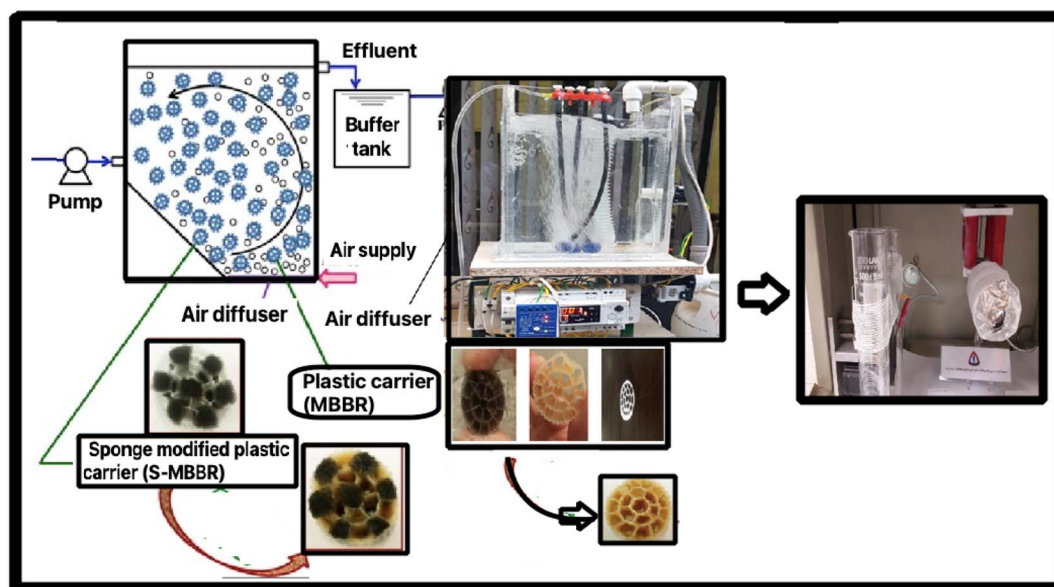 Effluent
Buffer
tank
Pump
Air supply
Air diffuser
Air diffuser
Plastic carrier
(MBBR)
Sponge modified plastic
carrier (S-MBBR)